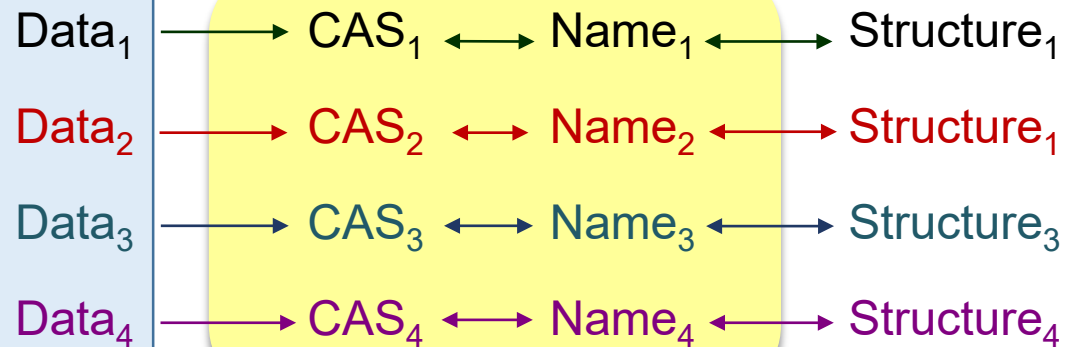 Data₁ CAS₁ Name₁ Structure₁
Data₂ CAS₂ Name₂ Structure₁
Data₃ CAS₃ Name₃ Structure₃
Data₄ CAS₄ Name₄ Structure₄